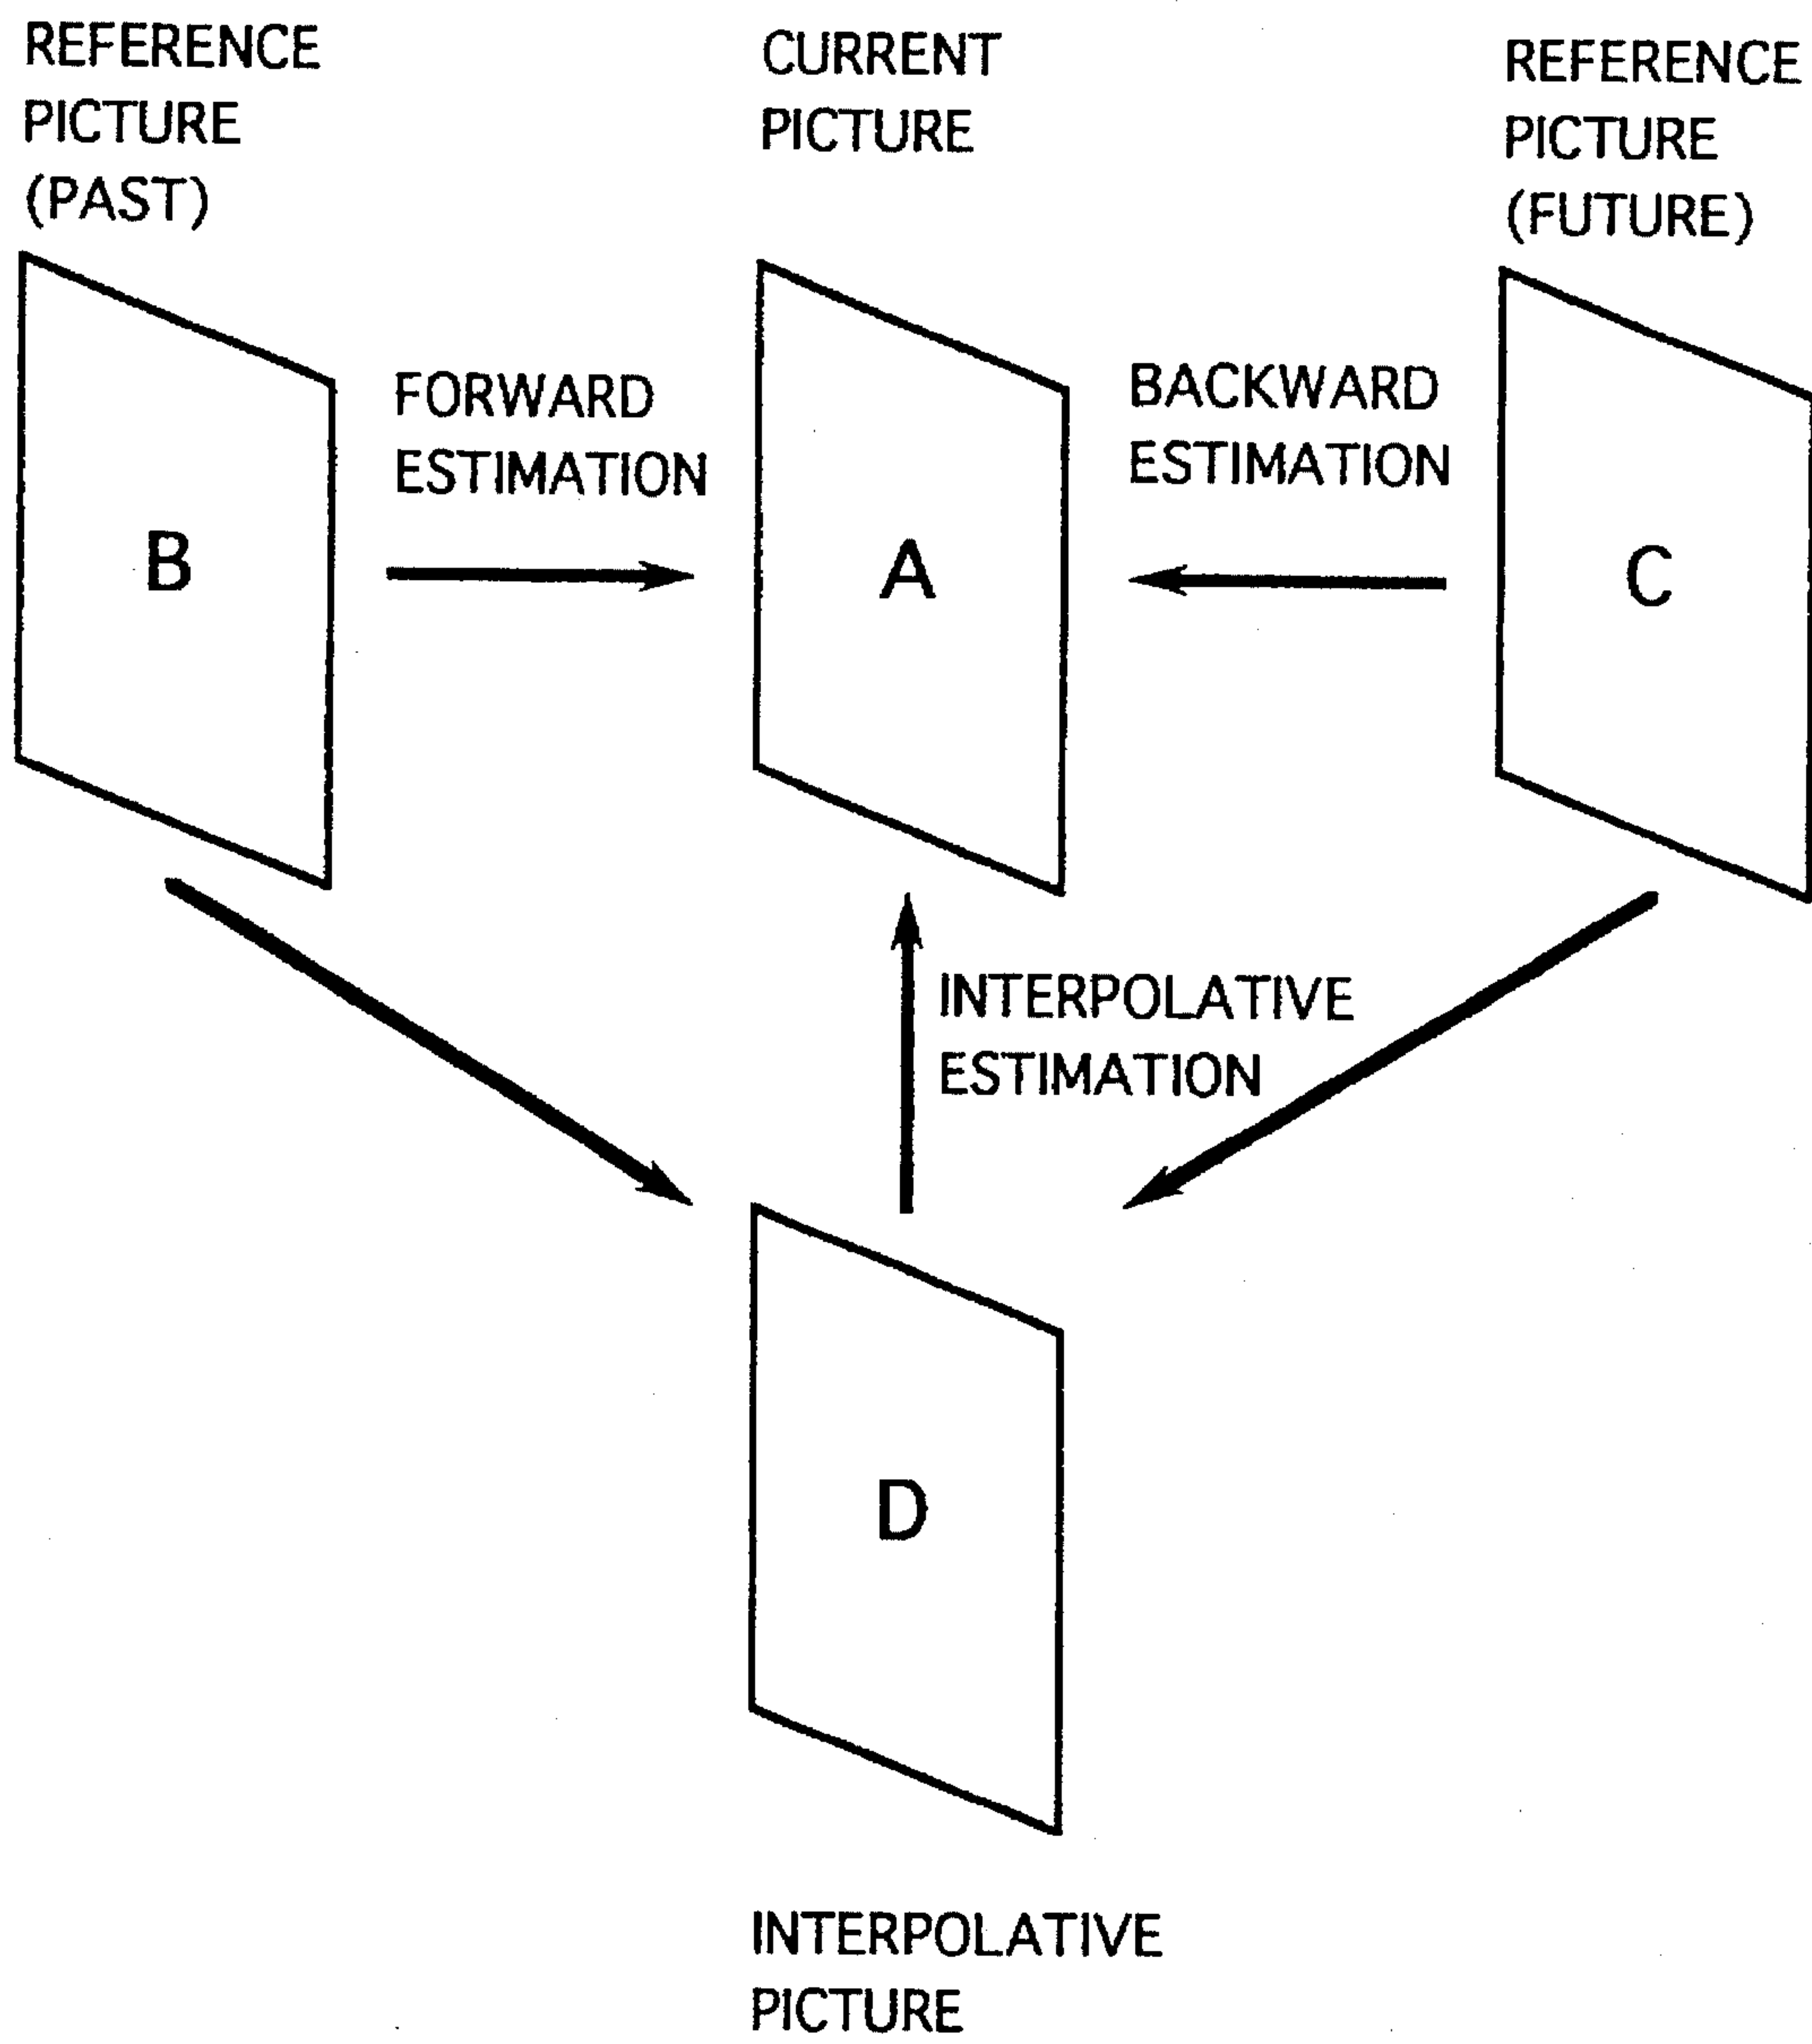 REFERENCE
PICTURE
(PAST)
CURRENT
PICTURE
REFERENCE
PICTURE
(FUTURE)
FORWARD
ESTIMATION
BACKWARD
ESTIMATION
B
A
C
INTERPOLATIVE
ESTIMATION
D
INTERPOLATIVE
PICTURE